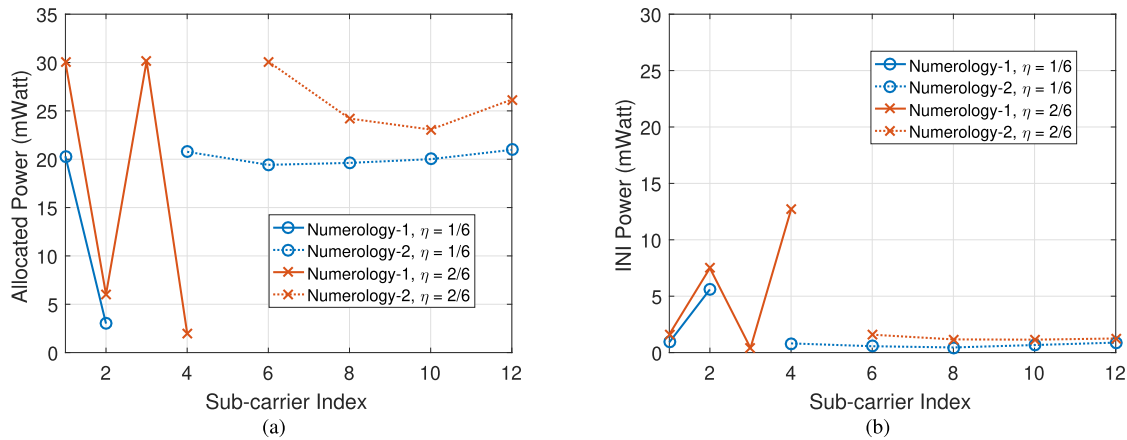 35
30
25
20
15
10
5
0
Allocated Power (mWatt)
2 4 6 8 10 12
Sub-carrier Index
Numerology-1, η = 1/6
Numerology-2, η = 1/6
Numerology-1, η = 2/6
Numerology-2, η = 2/6
(a)
30
25
20
15
10
5
0
INI Power (mWatt)
2 4 6 8 10 12
Sub-carrier Index
Numerology-1, η = 1/6
Numerology-2, η = 1/6
Numerology-1, η = 2/6
Numerology-2, η = 2/6
(b)